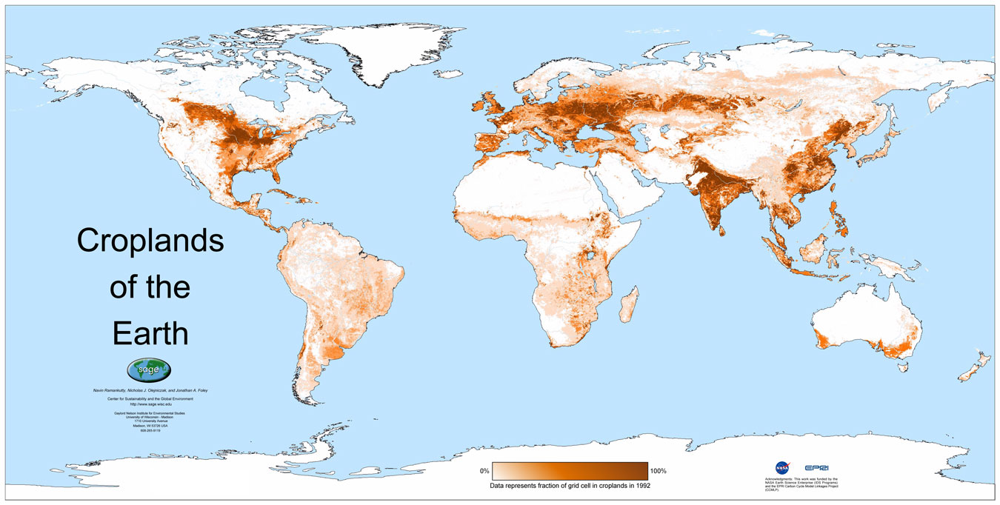 Croplands
of the
Earth
sage
Navin Ramankutty, Nicholas J. Olejniczak, and Jonathan A. Foley
Center for Sustainability and the Global Environment
http://www.sage.wisc.edu
Gaylord Nelson Institute for Environmental Studies
University of Wisconsin - Madison
1710 University Avenue
Madison, WI 53726 USA
608-265-8119
0%
100%
Data represents fraction of grid cell in croplands in 1992
NASA
EPRI
Acknowledgments: This work was funded by the
NASA Earth Science Enterprise (IDS Programs)
and the EPRI Carbon Cycle Model Linkages Project
(CCMLP).